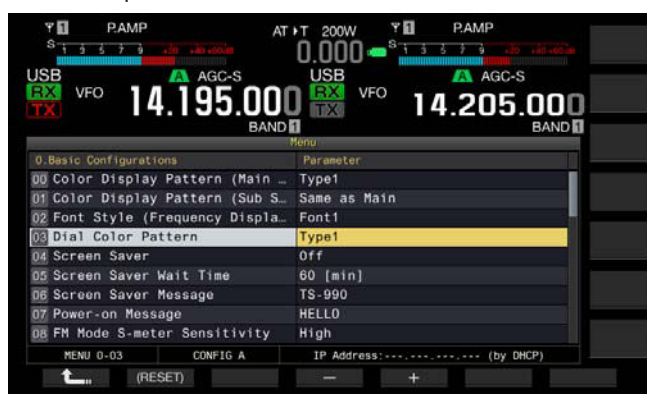 1 P.AMP AT▸T 200W 1 P.AMP
S 1 3 5 7 9 +20 +40 +60dB 0.000 S 1 3 5 7 9 +20 +40 +60dB
USB A AGC-S USB A AGC-S
RX VFO 14.195.000 RX VFO 14.205.000
TX TX
BAND 1 BAND 1
Menu
0.Basic Configurations Parameter
00 Color Display Pattern (Main … Type1
01 Color Display Pattern (Sub S… Same as Main
02 Font Style (Frequency Displa… Font1
03 Dial Color Pattern Type1
04 Screen Saver Off
05 Screen Saver Wait Time 60 [min]
06 Screen Saver Message TS-990
07 Power-on Message HELLO
08 FM Mode S-meter Sensitivity High
MENU 0-03 CONFIG A IP Address:---.---.---.--- (by DHCP)
(RESET) − +